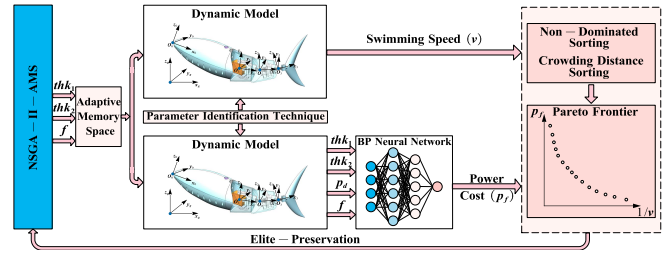 Dynamic Model
Swimming Speed (v)
Non − Dominated
Sorting
Crowding Distance
Sorting
NSGA − II − AMS
thk1
thk2
f
Adaptive
Memory
Space
Parameter Identification Technique
Dynamic Model
thk1
thk2
pd
f
BP Neural Network
Power
Cost (pf)
Pareto Frontier
pf
1/v
Elite − Preservation